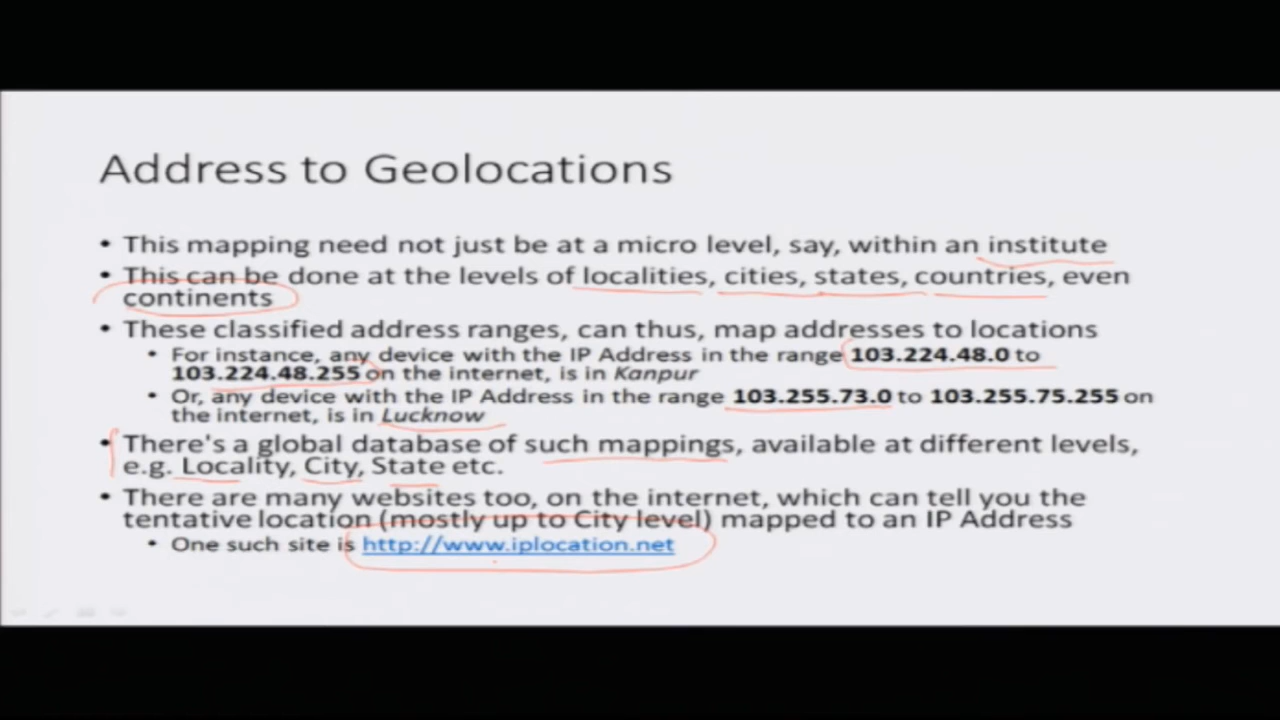 Address to Geolocations
• This mapping need not just be at a micro level, say, within an institute
• This can be done at the levels of localities, cities, states, countries, even
continents
• These classified address ranges, can thus, map addresses to locations
• For instance, any device with the IP Address in the range 103.224.48.0 to
103.224.48.255 on the internet, is in Kanpur
• Or, any device with the IP Address in the range 103.255.73.0 to 103.255.75.255 on
the internet, is in Lucknow
• There's a global database of such mappings, available at different levels,
e.g. Locality, City, State etc.
• There are many websites too, on the internet, which can tell you the
tentative location (mostly up to City level) mapped to an IP Address
• One such site is http://www.iplocation.net